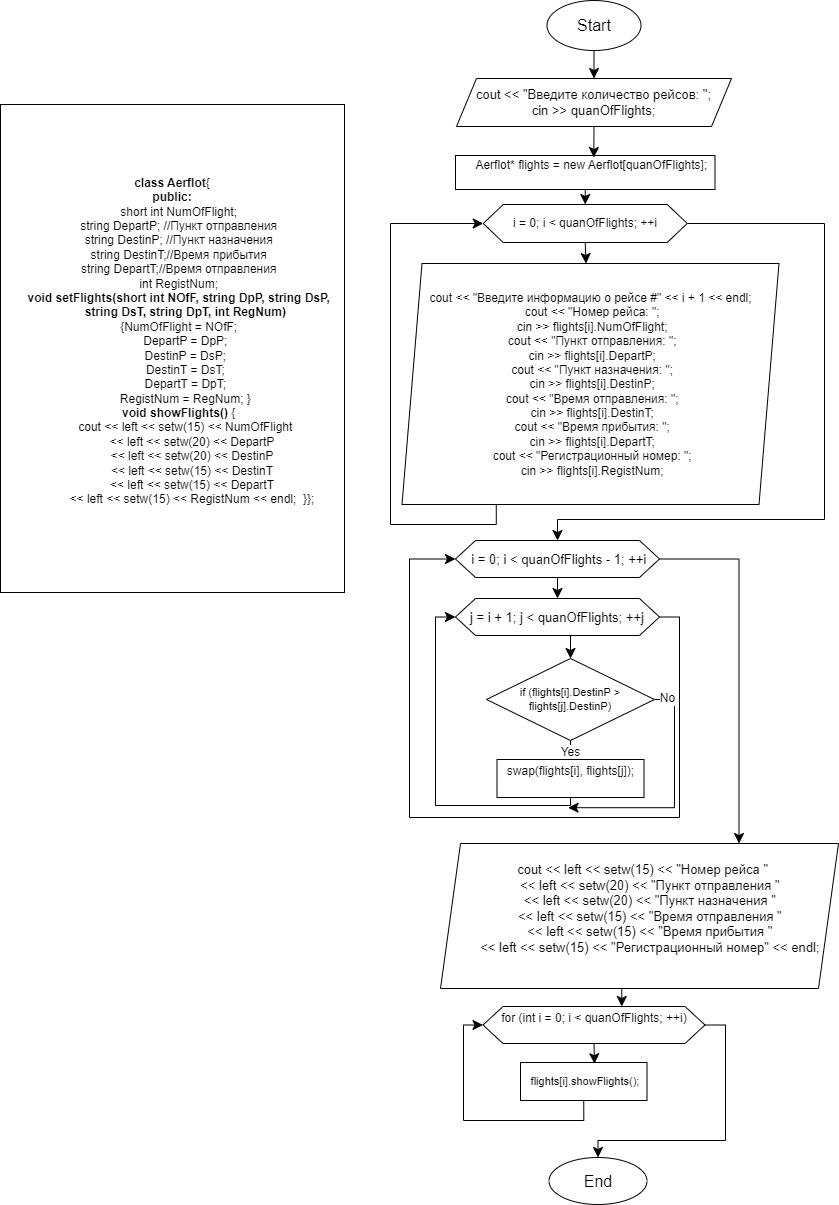 Start
cout << "Введите количество рейсов: ";
cin >> quanOfFlights;
Aerflot* flights = new Aerflot[quanOfFlights];
class Aerflot{
public:
short int NumOfFlight;
string DepartP; //Пункт отправления
string DestinP; //Пункт назначения
string DestinT;//Время прибытия
string DepartT;//Время отправления
int RegistNum;
void setFlights(short int NOfF, string DpP, string DsP,
string DsT, string DpT, int RegNum)
{NumOfFlight = NOfF;
DepartP = DpP;
DestinP = DsP;
DestinT = DsT;
DepartT = DpT;
RegistNum = RegNum; }
void showFlights() {
cout << left << setw(15) << NumOfFlight
<< left << setw(20) << DepartP
<< left << setw(20) << DestinP
<< left << setw(15) << DestinT
<< left << setw(15) << DepartT
<< left << setw(15) << RegistNum << endl;  }};
i = 0; i < quanOfFlights; ++i
cout << "Введите информацию о рейсе #" << i + 1 << endl;
cout << "Номер рейса: ";
cin >> flights[i].NumOfFlight;
cout << "Пункт отправления: ";
cin >> flights[i].DepartP;
cout << "Пункт назначения: ";
cin >> flights[i].DestinP;
cout << "Время отправления: ";
cin >> flights[i].DestinT;
cout << "Время прибытия: ";
cin >> flights[i].DepartT;
cout << "Регистрационный номер: ";
cin >> flights[i].RegistNum;
i = 0; i < quanOfFlights - 1; ++i
j = i + 1; j < quanOfFlights; ++j
if (flights[i].DestinP >
flights[j].DestinP)
No
Yes
swap(flights[i], flights[j]);
cout << left << setw(15) << "Номер рейса "
<< left << setw(20) << "Пункт отправления "
<< left << setw(20) << "Пункт назначения "
<< left << setw(15) << "Время отправления "
<< left << setw(15) << "Время прибытия "
<< left << setw(15) << "Регистрационный номер" << endl;
for (int i = 0; i < quanOfFlights; ++i)
flights[i].showFlights();
End